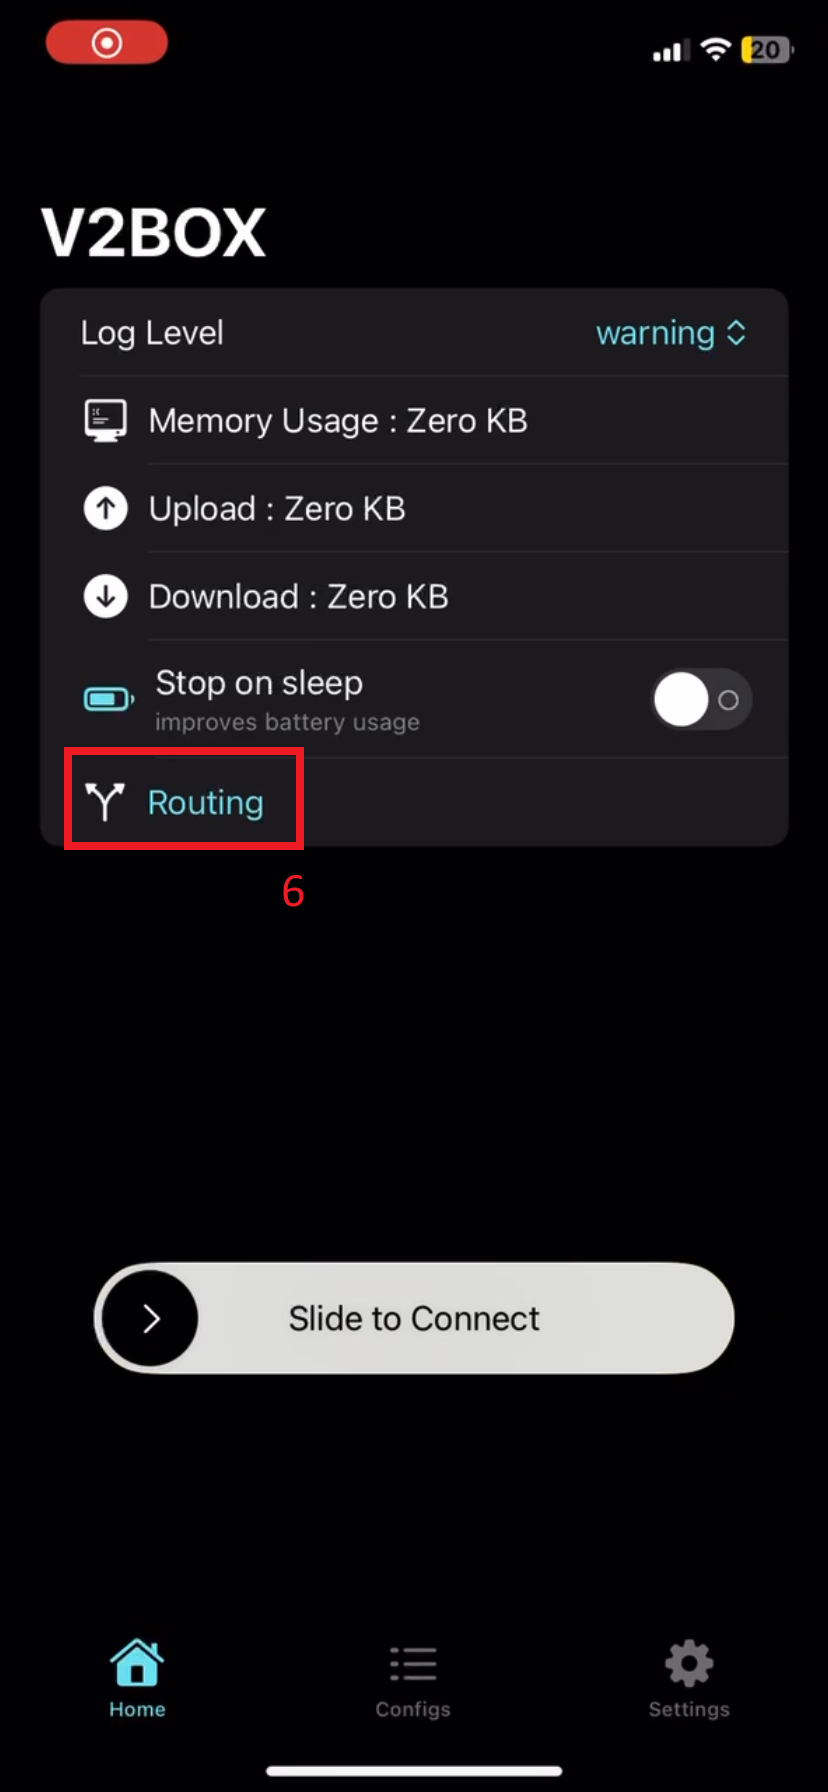 20
V2BOX
Log Level warning
Memory Usage : Zero KB
Upload : Zero KB
Download : Zero KB
Stop on sleep
improves battery usage
Routing
6
Slide to Connect
Home Configs Settings